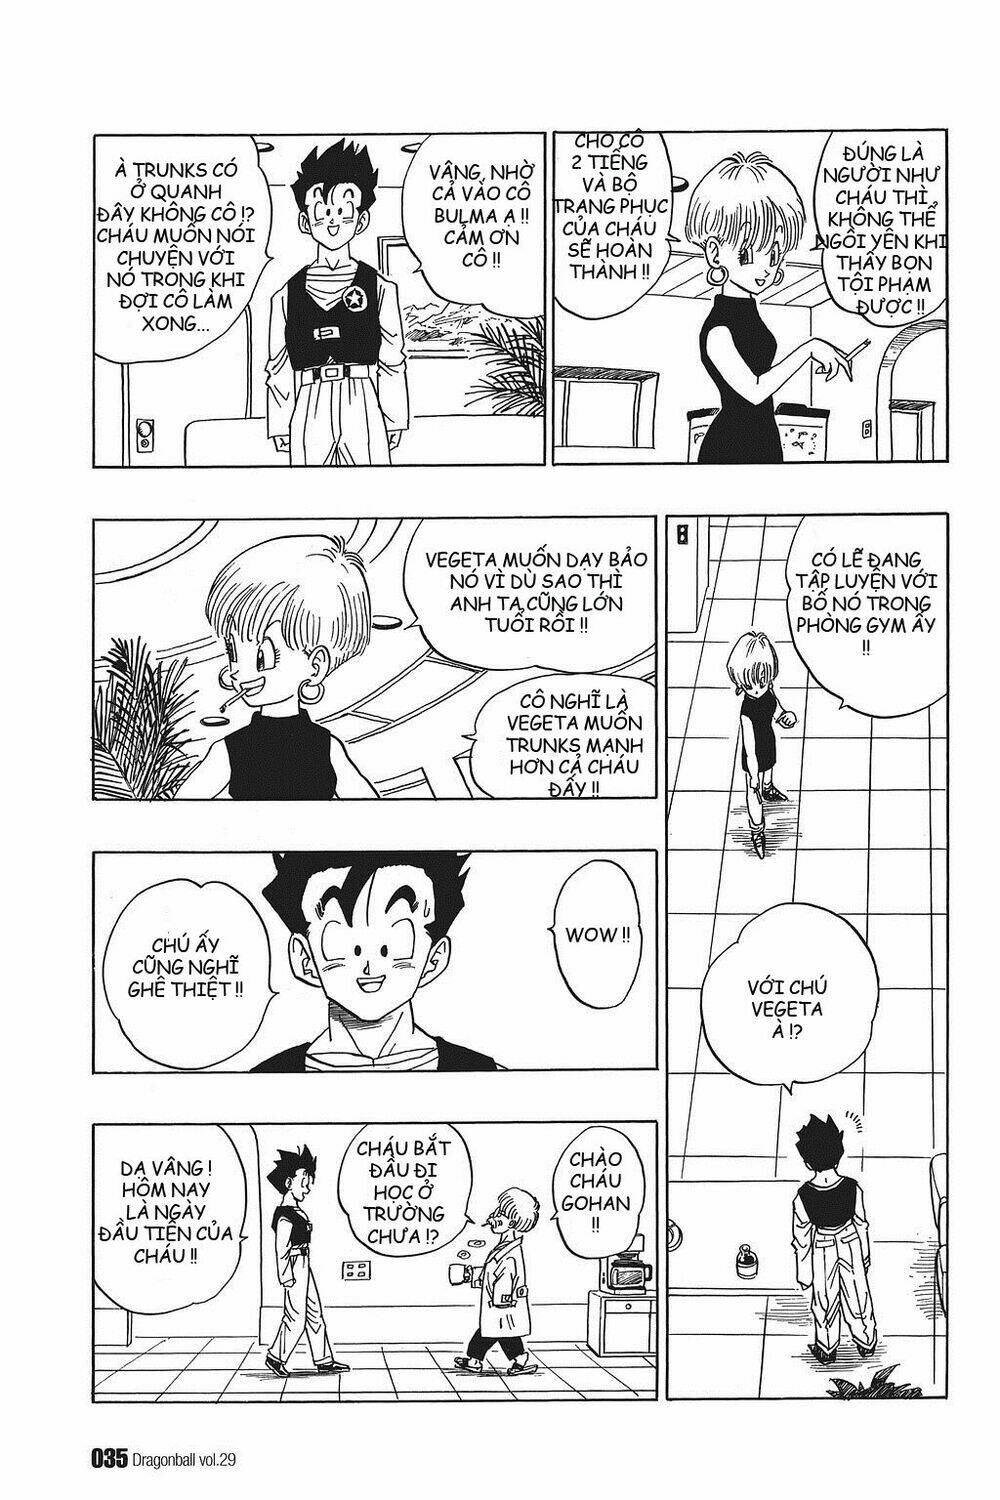 ĐÚNG LÀ
NGƯỜI NHƯ
CHÁU THÌ
KHÔNG THỂ
NGỒI YÊN KHI
THẤY BỌN
TỘI PHẠM
ĐƯỢC !!
CHO CÔ
2 TIẾNG
VÀ BỘ
TRANG PHỤC
CỦA CHÁU
SẼ HOÀN
THÀNH !!
VÂNG, NHỜ
CẢ VÀO CÔ
BULMA Ạ !!
CẢM ƠN
CÔ !!
À TRUNKS CÓ
Ở QUANH
ĐÂY KHÔNG CÔ !?
CHÁU MUỐN NÓI
CHUYỆN VỚI
NÓ TRONG KHI
ĐỢI CÔ LÀM
XONG...
CÓ LẼ ĐANG
TẬP LUYỆN VỚI
BỐ NÓ TRONG
PHÒNG GYM ẤY
!!
VỚI CHÚ
VEGETA
À !?
VEGETA MUỐN DẠY BẢO
NÓ VÌ DÙ SAO THÌ
ANH TA CŨNG LỚN
TUỔI RỒI !!
CÔ NGHĨ LÀ
VEGETA MUỐN
TRUNKS MẠNH
HƠN CẢ CHÁU
ĐẤY !!
WOW !!
CHÚ ẤY
CŨNG NGHĨ
GHÊ THIỆT !!
CHÀO
CHÁU
GOHAN
!!
CHÁU BẮT
ĐẦU ĐI
HỌC Ở
TRƯỜNG
CHƯA !?
DẠ VÂNG !
HÔM NAY
LÀ NGÀY
ĐẦU TIÊN CỦA
CHÁU !!
035 Dragonball vol.29